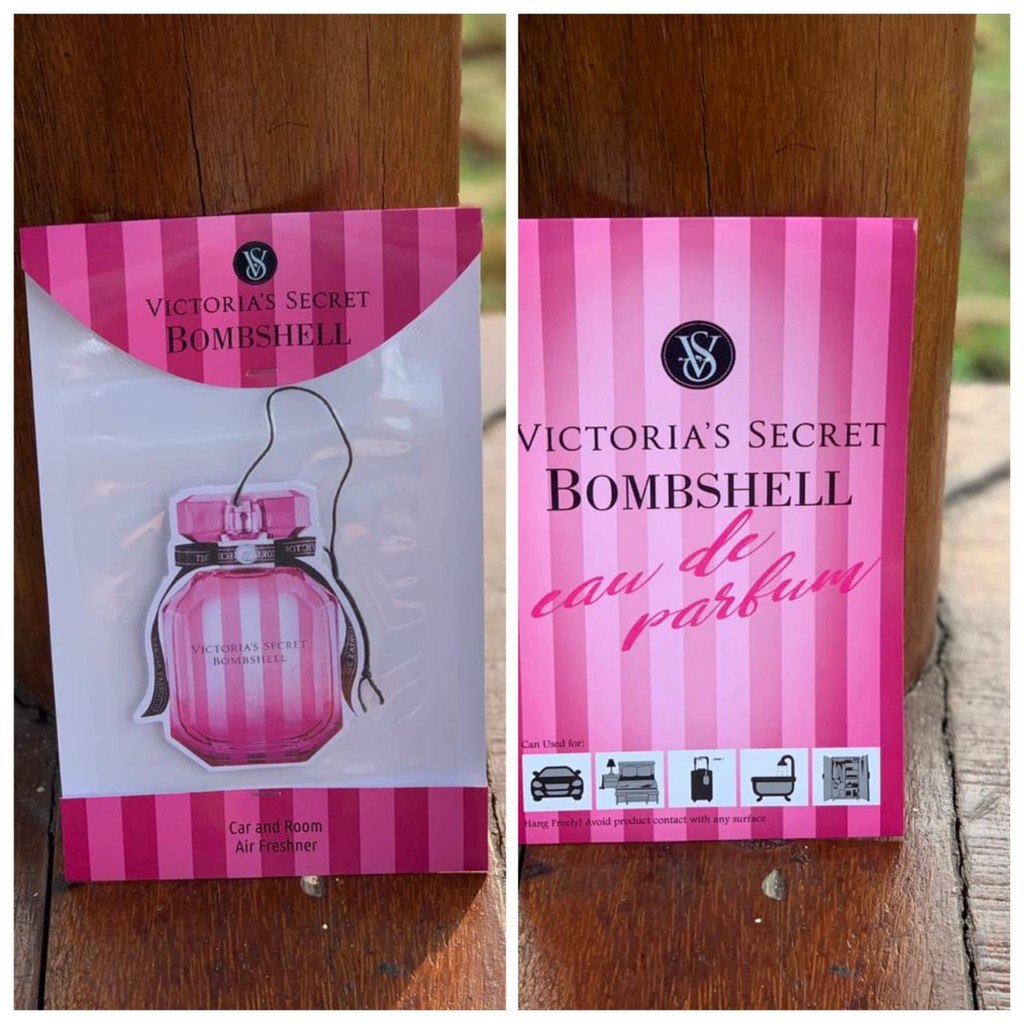 VS
VICTORIA'S SECRET
BOMBSHELL
VICTORIA'S SECRET
BOMBSHELL
Car and Room
Air Freshner
VS
VICTORIA'S SECRET
BOMBSHELL
eau de
parfum
Can Used for:
Hang Freely! Avoid product contact with any surface